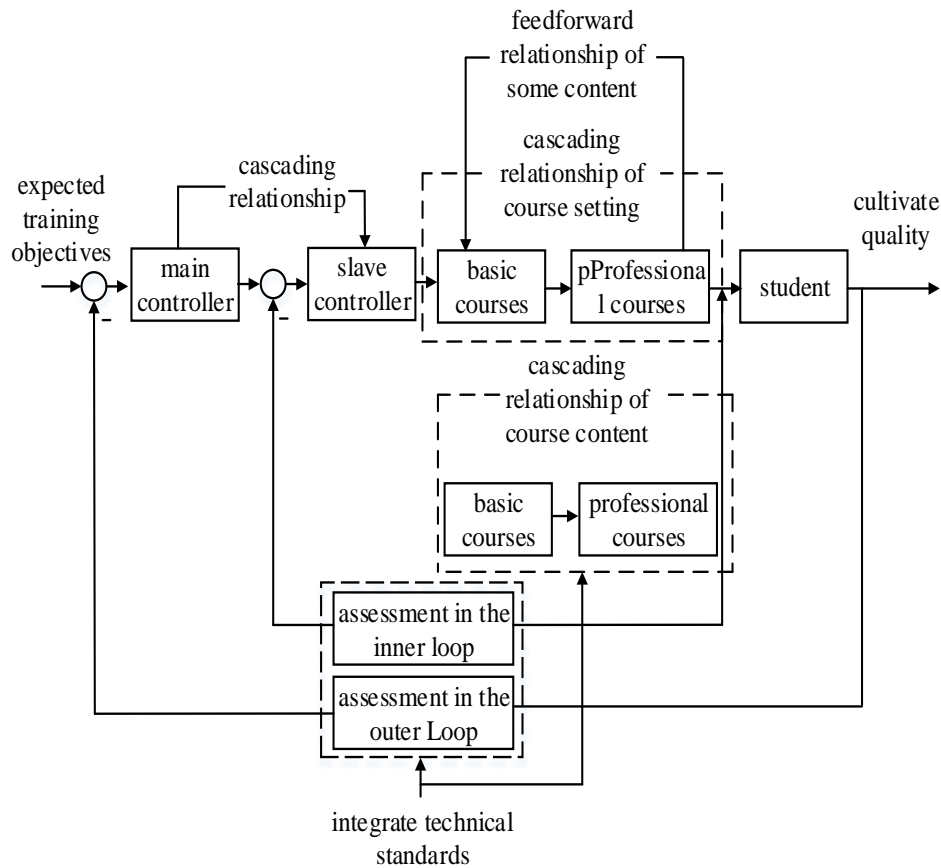 feedforward
relationship of
some content
cascading
relationship of
course setting
cascading
relationship
expected
training
objectives
cultivate
quality
main
controller
slave
controller
basic
courses
pProfessiona
l courses
student
-
-
cascading
relationship of
course content
basic
courses
professional
courses
assessment in the
inner loop
assessment in the
outer Loop
integrate technical
standards